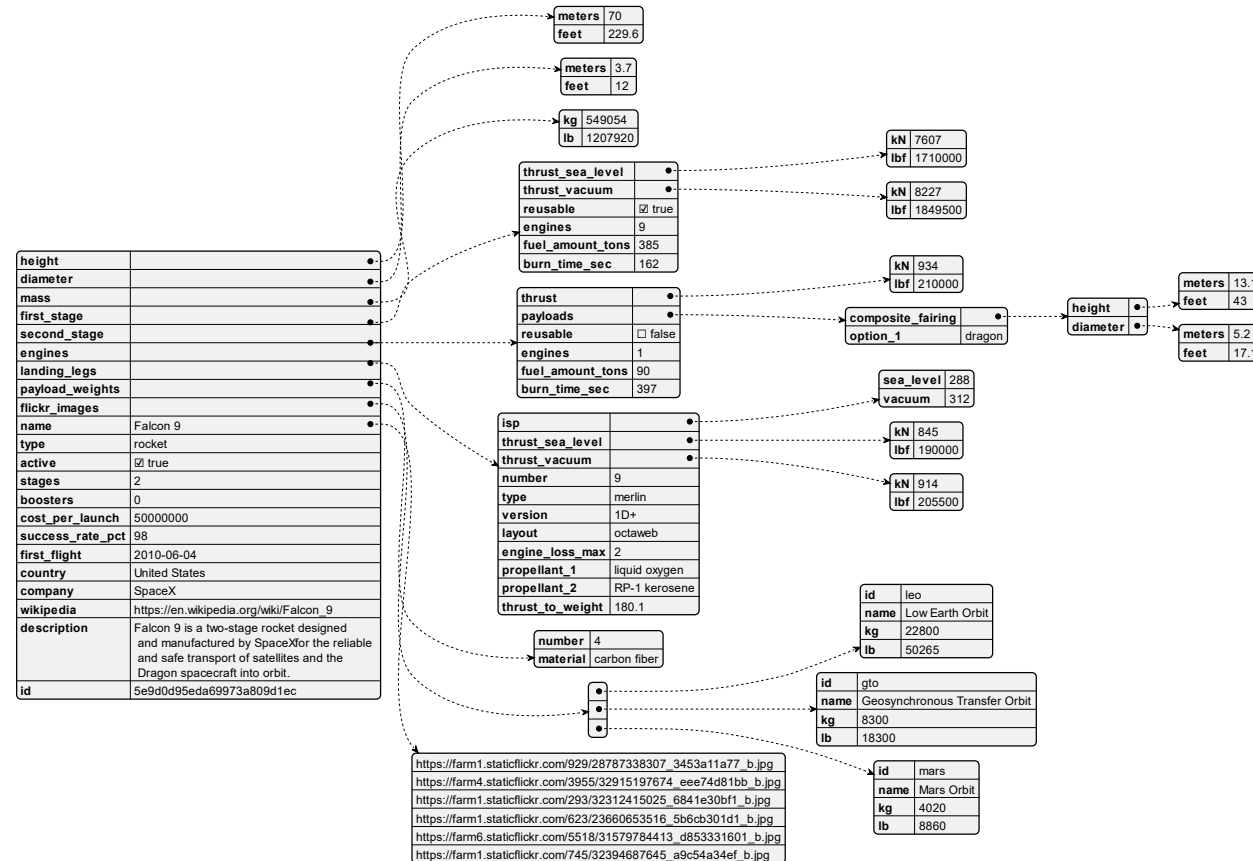 meters 70
feet 229.6
meters 3.7
feet 12
kg 549054
lb 1207920
height
diameter
mass
first_stage
second_stage
engines
landing_legs
payload_weights
flickr_images
name Falcon 9
type rocket
active ☑ true
stages 2
boosters 0
cost_per_launch 50000000
success_rate_pct 98
first_flight 2010-06-04
country United States
company SpaceX
wikipedia https://en.wikipedia.org/wiki/Falcon_9
description Falcon 9 is a two-stage rocket designed
and manufactured by SpaceXfor the reliable
and safe transport of satellites and the
Dragon spacecraft into orbit.
id 5e9d0d95eda69973a809d1ec
thrust_sea_level
thrust_vacuum
reusable ☑ true
engines 9
fuel_amount_tons 385
burn_time_sec 162
kN 7607
lbf 1710000
kN 8227
lbf 1849500
thrust
payloads
reusable ☐ false
engines 1
fuel_amount_tons 90
burn_time_sec 397
kN 934
lbf 210000
composite_fairing
option_1 dragon
height
diameter
meters 13.1
feet 43
meters 5.2
feet 17.1
isp
thrust_sea_level
thrust_vacuum
number 9
type merlin
version 1D+
layout octaweb
engine_loss_max 2
propellant_1 liquid oxygen
propellant_2 RP-1 kerosene
thrust_to_weight 180.1
sea_level 288
vacuum 312
kN 845
lbf 190000
kN 914
lbf 205500
number 4
material carbon fiber
id leo
name Low Earth Orbit
kg 22800
lb 50265
id gto
name Geosynchronous Transfer Orbit
kg 8300
lb 18300
id mars
name Mars Orbit
kg 4020
lb 8860
https://farm1.staticflickr.com/929/28787338307_3453a11a77_b.jpg
https://farm4.staticflickr.com/3955/32915197674_eee74d81bb_b.jpg
https://farm1.staticflickr.com/293/32312415025_6841e30bf1_b.jpg
https://farm1.staticflickr.com/623/23660653516_5b6cb301d1_b.jpg
https://farm6.staticflickr.com/5518/31579784413_d853331601_b.jpg
https://farm1.staticflickr.com/745/32394687645_a9c54a34ef_b.jpg